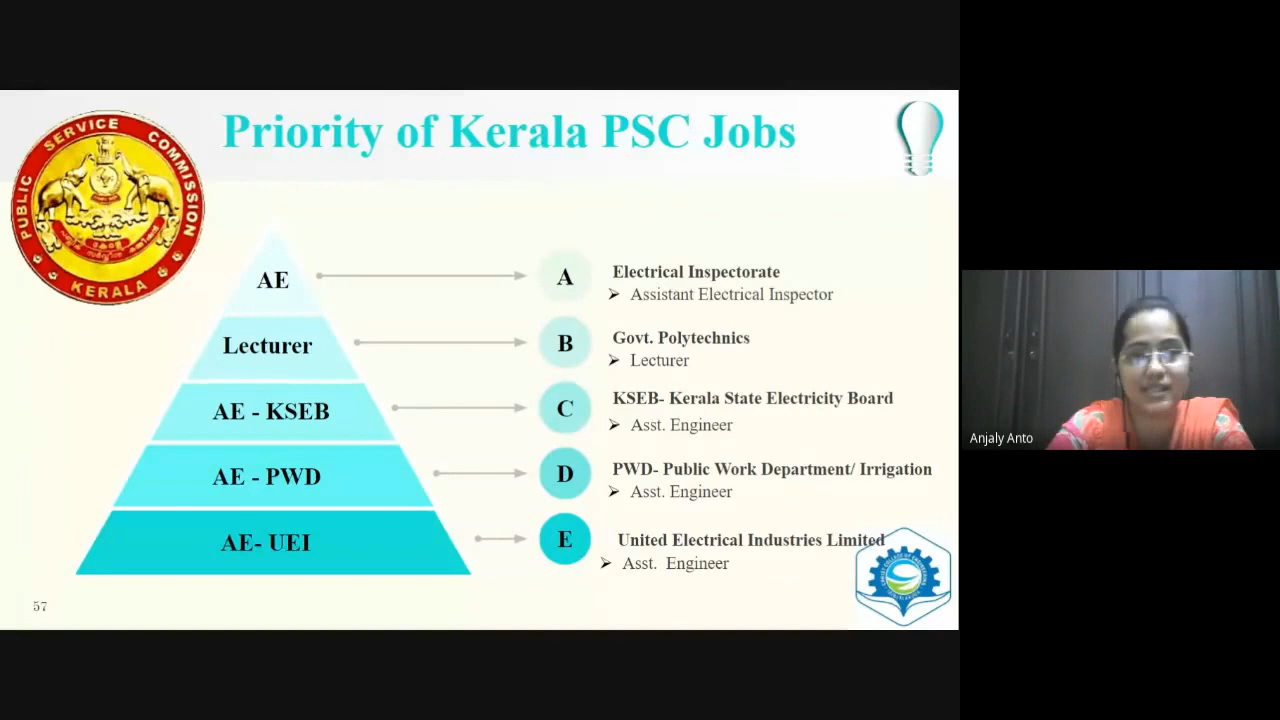 Priority of Kerala PSC Jobs
PUBLIC SERVICE COMMISSION
KERALA
AE
A
Electrical Inspectorate
➢ Assistant Electrical Inspector
Lecturer
B
Govt. Polytechnics
➢ Lecturer
AE - KSEB
C
KSEB- Kerala State Electricity Board
➢ Asst. Engineer
AE - PWD
D
PWD- Public Work Department/ Irrigation
➢ Asst. Engineer
AE- UEI
E
United Electrical Industries Limited
➢ Asst. Engineer
57
Anjaly Anto